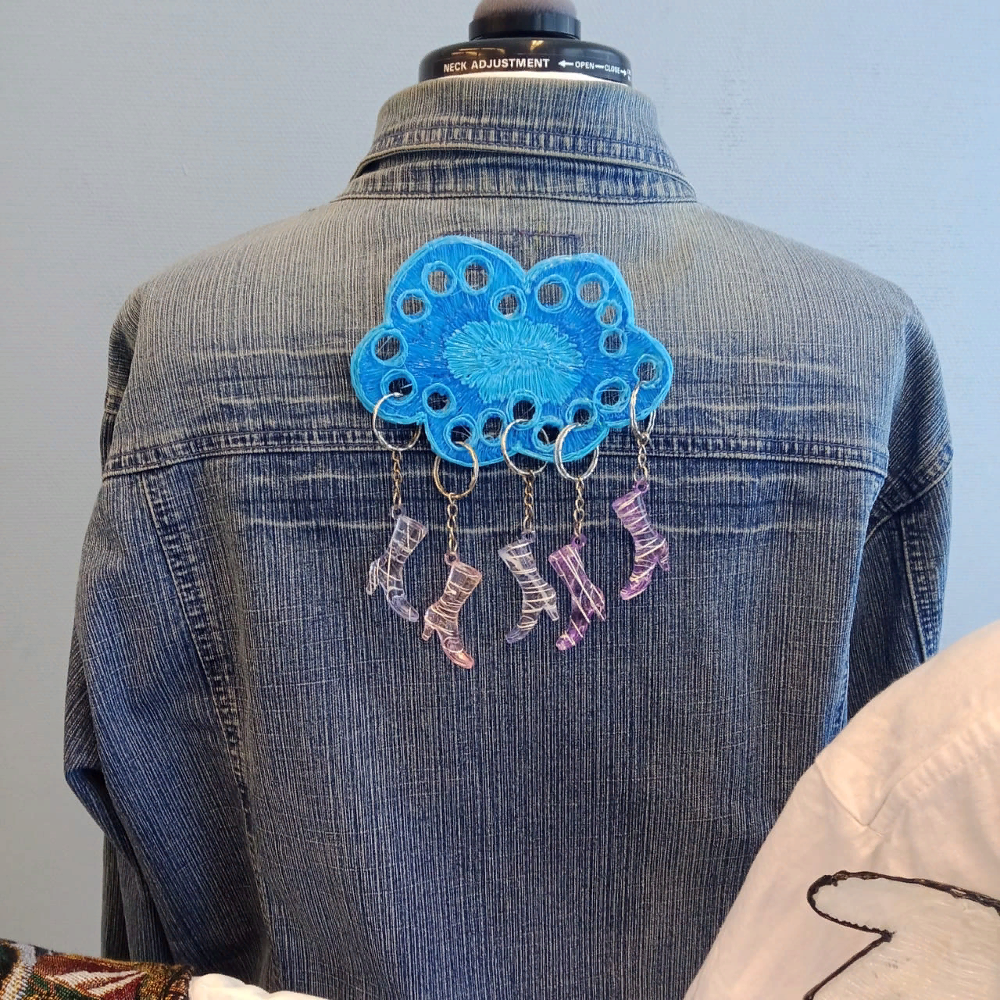 NECK ADJUSTMENT ← OPEN — CLOSE →